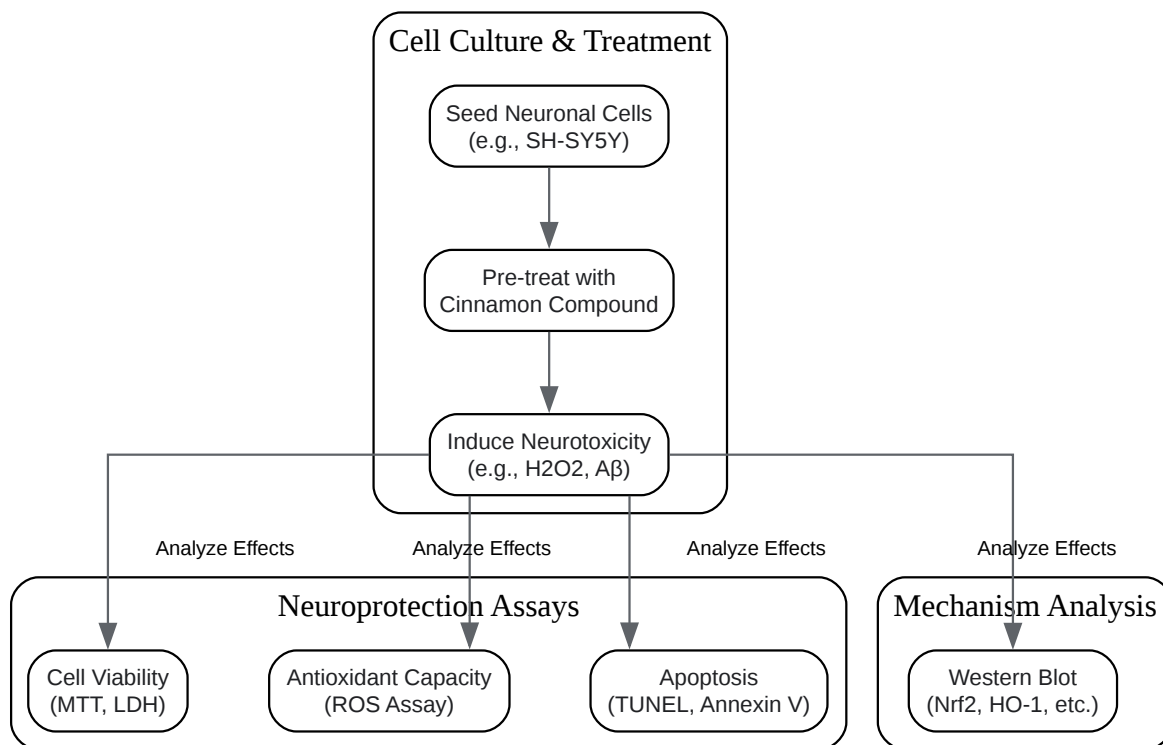 Cell Culture & Treatment
Seed Neuronal Cells
(e.g., SH-SY5Y)
Pre-treat with
Cinnamon Compound
Induce Neurotoxicity
(e.g., H2O2, Aβ)
Analyze Effects
Analyze Effects
Analyze Effects
Analyze Effects
Neuroprotection Assays
Mechanism Analysis
Cell Viability
(MTT, LDH)
Antioxidant Capacity
(ROS Assay)
Apoptosis
(TUNEL, Annexin V)
Western Blot
(Nrf2, HO-1, etc.)